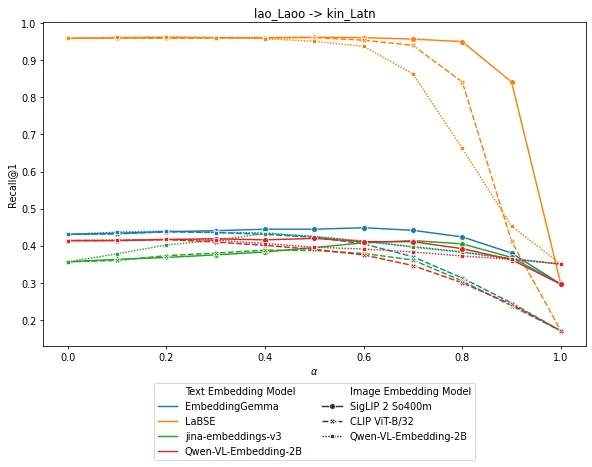 lao_Laoo -> kin_Latn
1.0
0.9
0.8
0.7
0.6
0.5
0.4
0.3
0.2
Recall@1
0.0 0.2 0.4 0.6 0.8 1.0
α
Text Embedding Model Image Embedding Model
EmbeddingGemma SigLIP 2 So400m
LaBSE CLIP ViT-B/32
jina-embeddings-v3 Qwen-VL-Embedding-2B
Qwen-VL-Embedding-2B